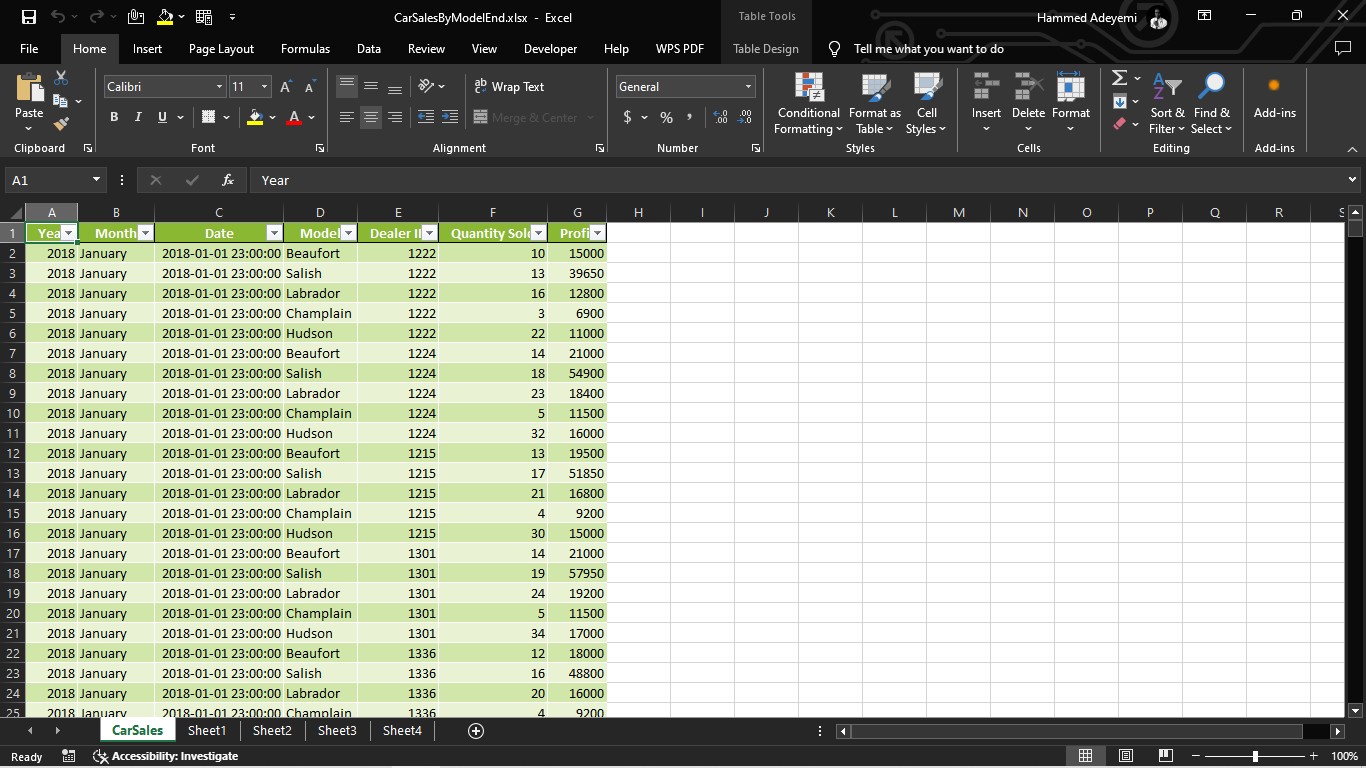 CarSalesByModelEnd.xlsx - Excel
Table Tools
Hammed Adeyemi
File Home Insert Page Layout Formulas Data Review View Developer Help WPS PDF Table Design Tell me what you want to do
Paste
Clipboard
Calibri 11
B I U
Font
ab Wrap Text
Merge & Center
Alignment
General
$ % ,
Number
Conditional Formatting
Format as Table
Cell Styles
Styles
Insert Delete Format
Cells
Sort & Filter
Find & Select
Editing
Add-ins
Add-ins
A1 fx Year
A B C D E F G H I J K L M N O P Q R S
1 Yea Month Date Model Dealer II Quantity Sol Profi
2 2018 January 2018-01-01 23:00:00 Beaufort 1222 10 15000
3 2018 January 2018-01-01 23:00:00 Salish 1222 13 39650
4 2018 January 2018-01-01 23:00:00 Labrador 1222 16 12800
5 2018 January 2018-01-01 23:00:00 Champlain 1222 3 6900
6 2018 January 2018-01-01 23:00:00 Hudson 1222 22 11000
7 2018 January 2018-01-01 23:00:00 Beaufort 1224 14 21000
8 2018 January 2018-01-01 23:00:00 Salish 1224 18 54900
9 2018 January 2018-01-01 23:00:00 Labrador 1224 23 18400
10 2018 January 2018-01-01 23:00:00 Champlain 1224 5 11500
11 2018 January 2018-01-01 23:00:00 Hudson 1224 32 16000
12 2018 January 2018-01-01 23:00:00 Beaufort 1215 13 19500
13 2018 January 2018-01-01 23:00:00 Salish 1215 17 51850
14 2018 January 2018-01-01 23:00:00 Labrador 1215 21 16800
15 2018 January 2018-01-01 23:00:00 Champlain 1215 4 9200
16 2018 January 2018-01-01 23:00:00 Hudson 1215 30 15000
17 2018 January 2018-01-01 23:00:00 Beaufort 1301 14 21000
18 2018 January 2018-01-01 23:00:00 Salish 1301 19 57950
19 2018 January 2018-01-01 23:00:00 Labrador 1301 24 19200
20 2018 January 2018-01-01 23:00:00 Champlain 1301 5 11500
21 2018 January 2018-01-01 23:00:00 Hudson 1301 34 17000
22 2018 January 2018-01-01 23:00:00 Beaufort 1336 12 18000
23 2018 January 2018-01-01 23:00:00 Salish 1336 16 48800
24 2018 January 2018-01-01 23:00:00 Labrador 1336 20 16000
25 2018 January 2018-01-01 23:00:00 Champlain 1336 4 9200
CarSales Sheet1 Sheet2 Sheet3 Sheet4
Ready Accessibility: Investigate 100%